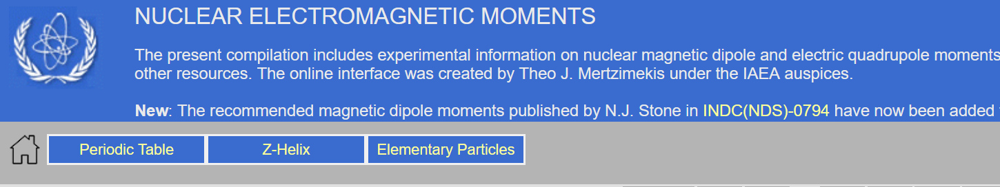 NUCLEAR ELECTROMAGNETIC MOMENTS
The present compilation includes experimental information on nuclear magnetic dipole and electric quadrupole moments
other resources. The online interface was created by Theo J. Mertzimekis under the IAEA auspices.
New: The recommended magnetic dipole moments published by N.J. Stone in INDC(NDS)-0794 have now been added
Periodic Table
Z-Helix
Elementary Particles